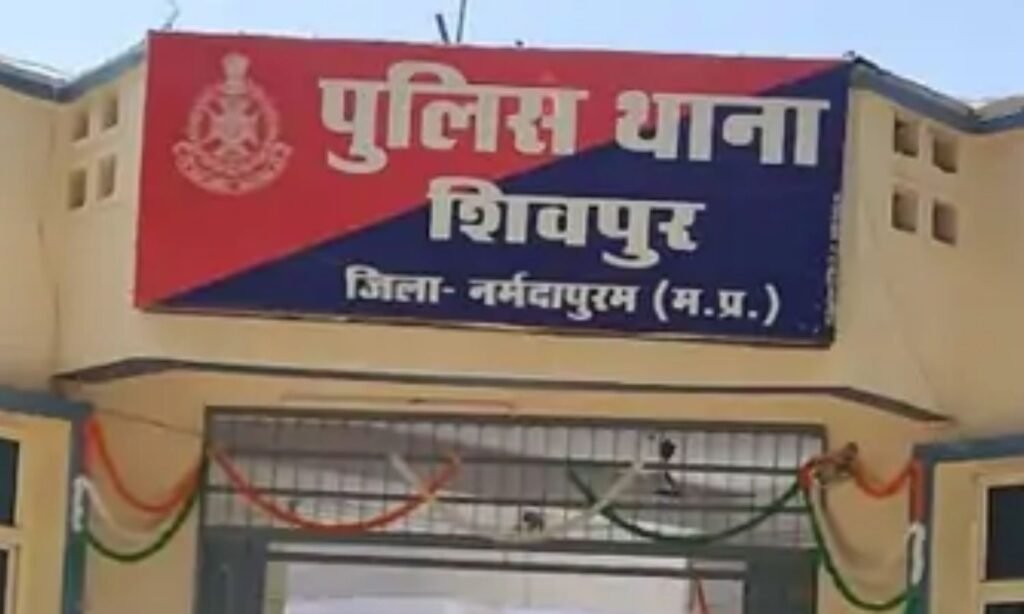 पुलिस थाना
शिवपुर
जिला- नर्मदापुरम (म.प्र.)